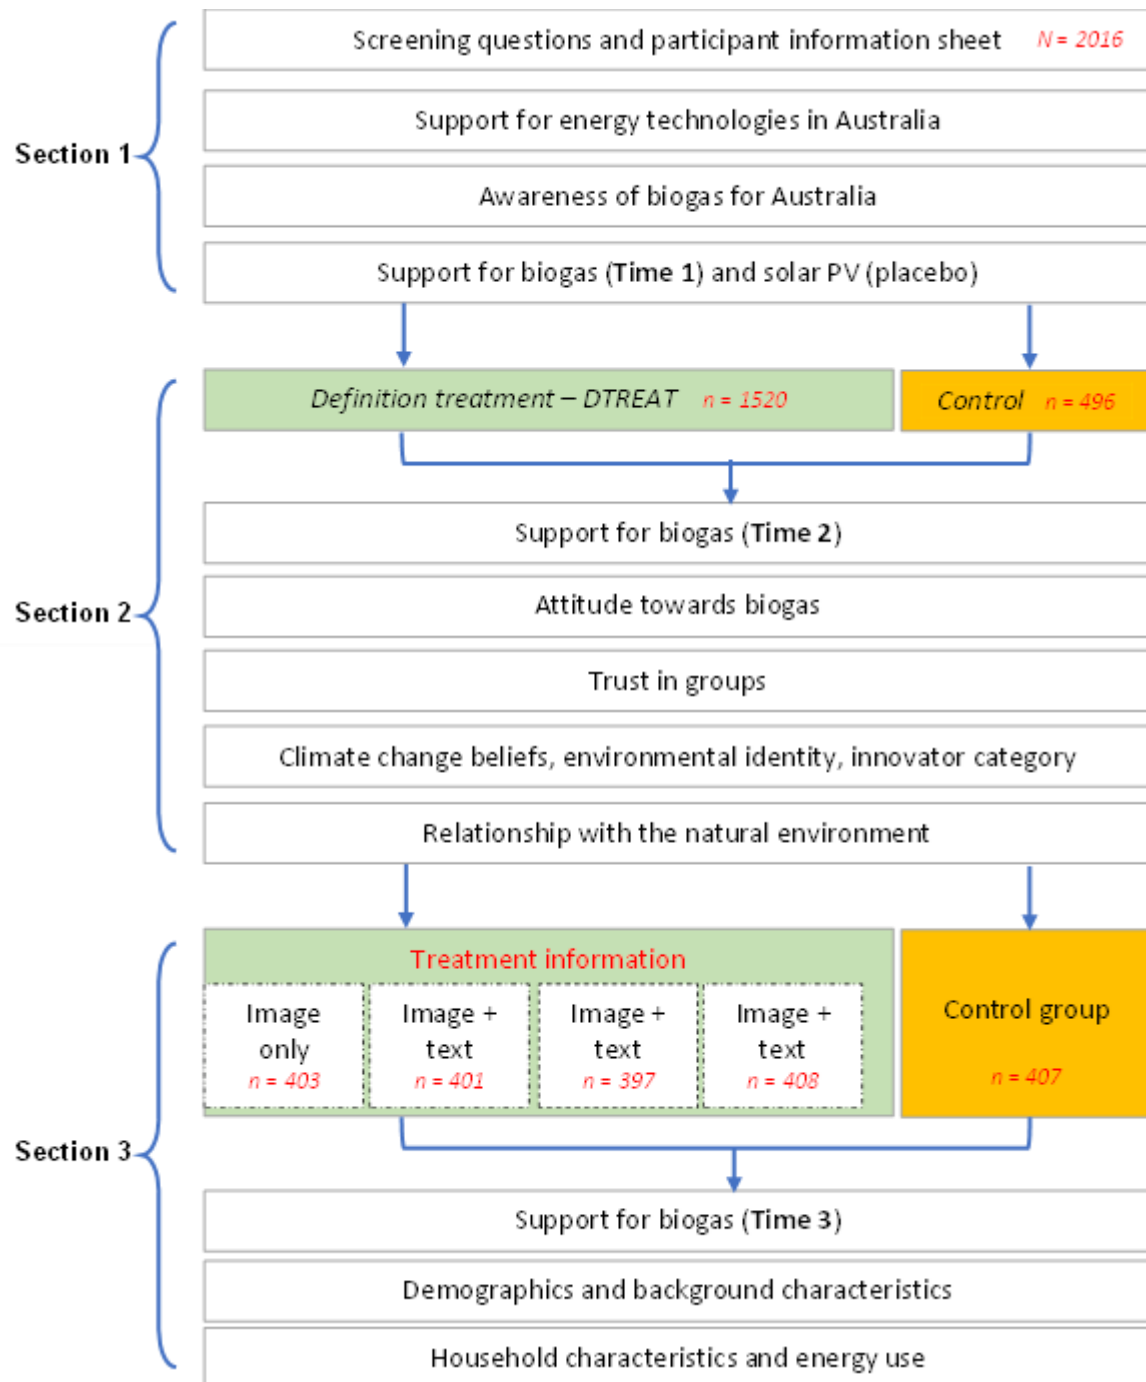 Screening questions and participant information sheet N = 2016
Support for energy technologies in Australia
Section 1
Awareness of biogas for Australia
Support for biogas (Time 1) and solar PV (placebo)
Definition treatment – DTREAT n = 1520
Control n = 496
Support for biogas (Time 2)
Attitude towards biogas
Section 2
Trust in groups
Climate change beliefs, environmental identity, innovator category
Relationship with the natural environment
Treatment information
Image only n = 403
Image + text n = 401
Image + text n = 397
Image + text n = 408
Control group
n = 407
Section 3
Support for biogas (Time 3)
Demographics and background characteristics
Household characteristics and energy use